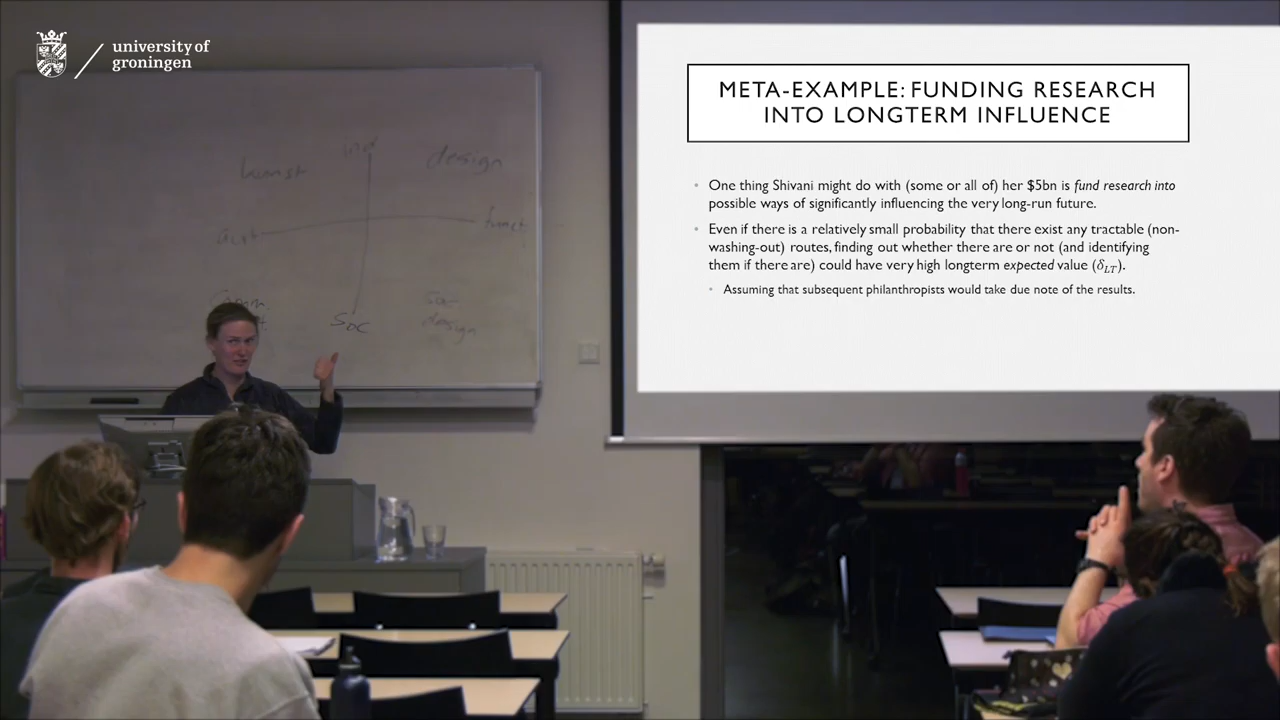 university of
groningen
META-EXAMPLE: FUNDING RESEARCH
INTO LONGTERM INFLUENCE
• One thing Shivani might do with (some or all of) her $5bn is fund research into
possible ways of significantly influencing the very long-run future.
• Even if there is a relatively small probability that there exist any tractable (non-
washing-out) routes, finding out whether there are or not (and identifying
them if there are) could have very high longterm expected value (δLT).
• Assuming that subsequent philanthropists would take due note of the results.
kunst
design
Soc
design